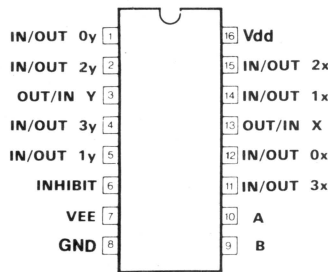 IN/OUT 0y 1
IN/OUT 2y 2
OUT/IN Y 3
IN/OUT 3y 4
IN/OUT 1y 5
INHIBIT 6
VEE 7
GND 8
16 Vdd
15 IN/OUT 2x
14 IN/OUT 1x
13 OUT/IN X
12 IN/OUT 0x
11 IN/OUT 3x
10 A
9 B